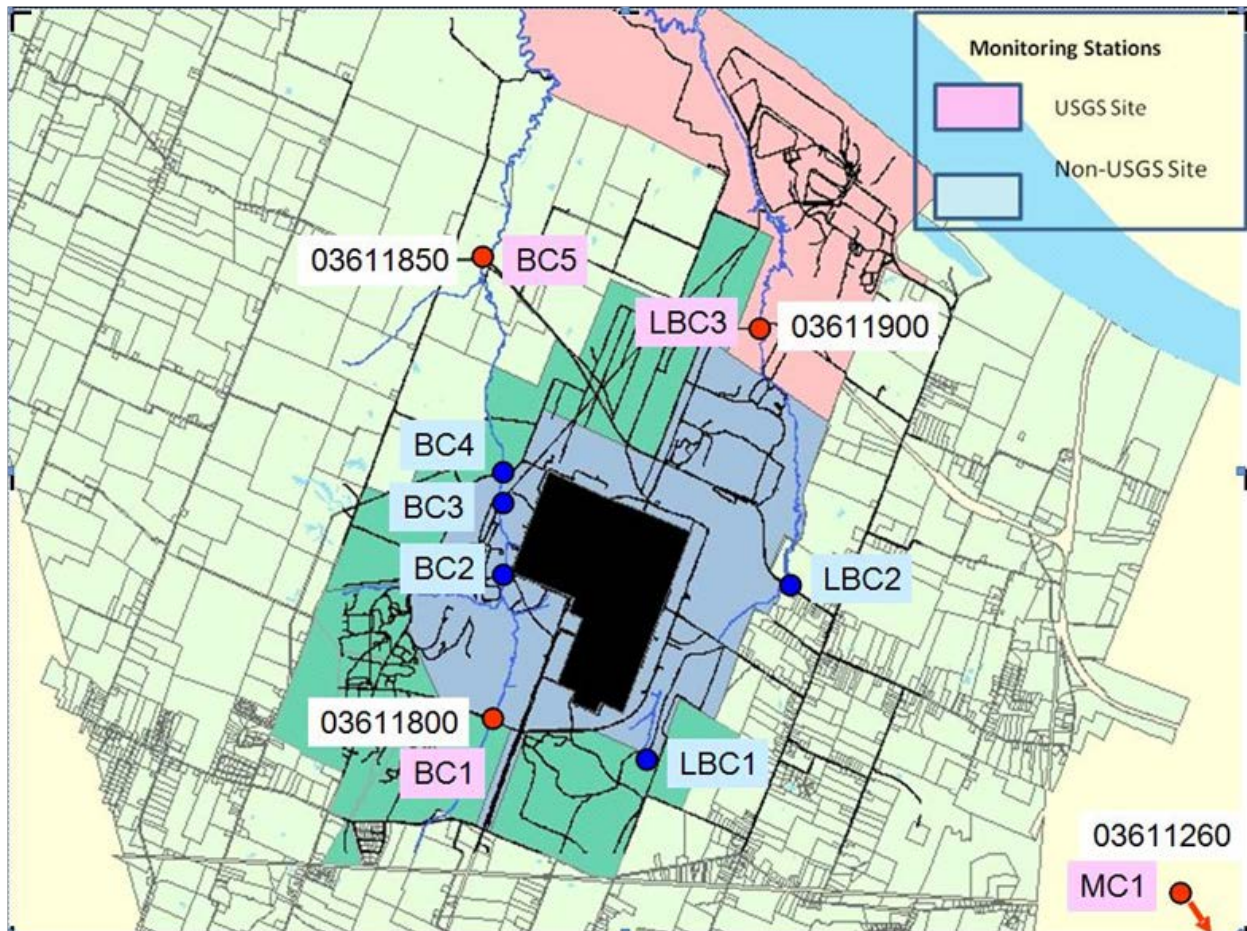 Monitoring Stations
USGS Site
Non-USGS Site
03611850
BC5
LBC3
03611900
BC4
BC3
BC2
LBC2
03611800
BC1
LBC1
03611260
MC1